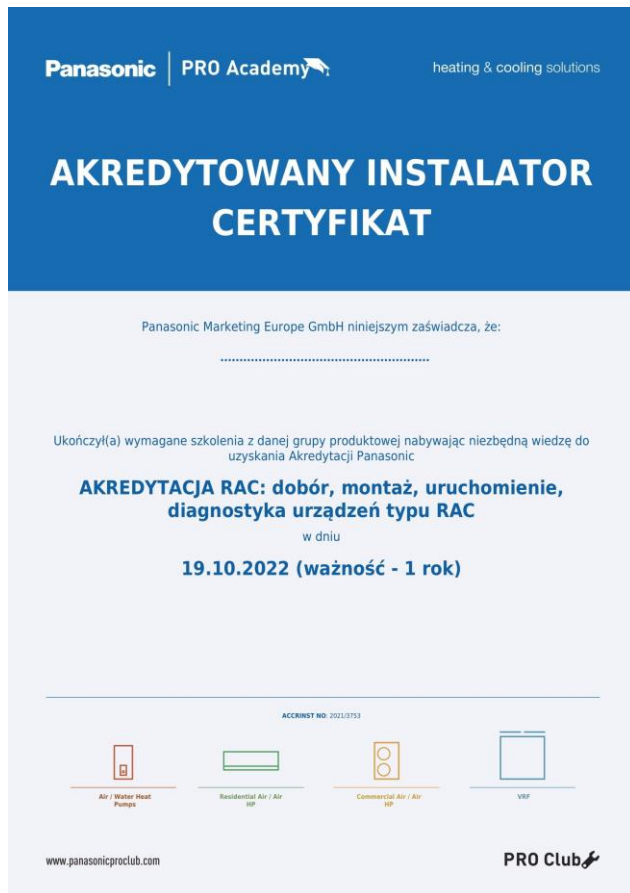 Panasonic PRO Academy heating & cooling solutions
AKREDYTOWANY INSTALATOR
CERTYFIKAT
Panasonic Marketing Europe GmbH niniejszym zaświadcza, że:
Ukończył(a) wymagane szkolenia z danej grupy produktowej nabywając niezbędną wiedzę do
uzyskania Akredytacji Panasonic
AKREDYTACJA RAC: dobór, montaż, uruchomienie,
diagnostyka urządzeń typu RAC
w dniu
19.10.2022 (ważność - 1 rok)
ACCRINST NO: 2021/3753
Air / Water Heat Residential Air / Air Commercial Air / Air VRF
Pumps HP HP
www.panasonicproclub.com PRO Club